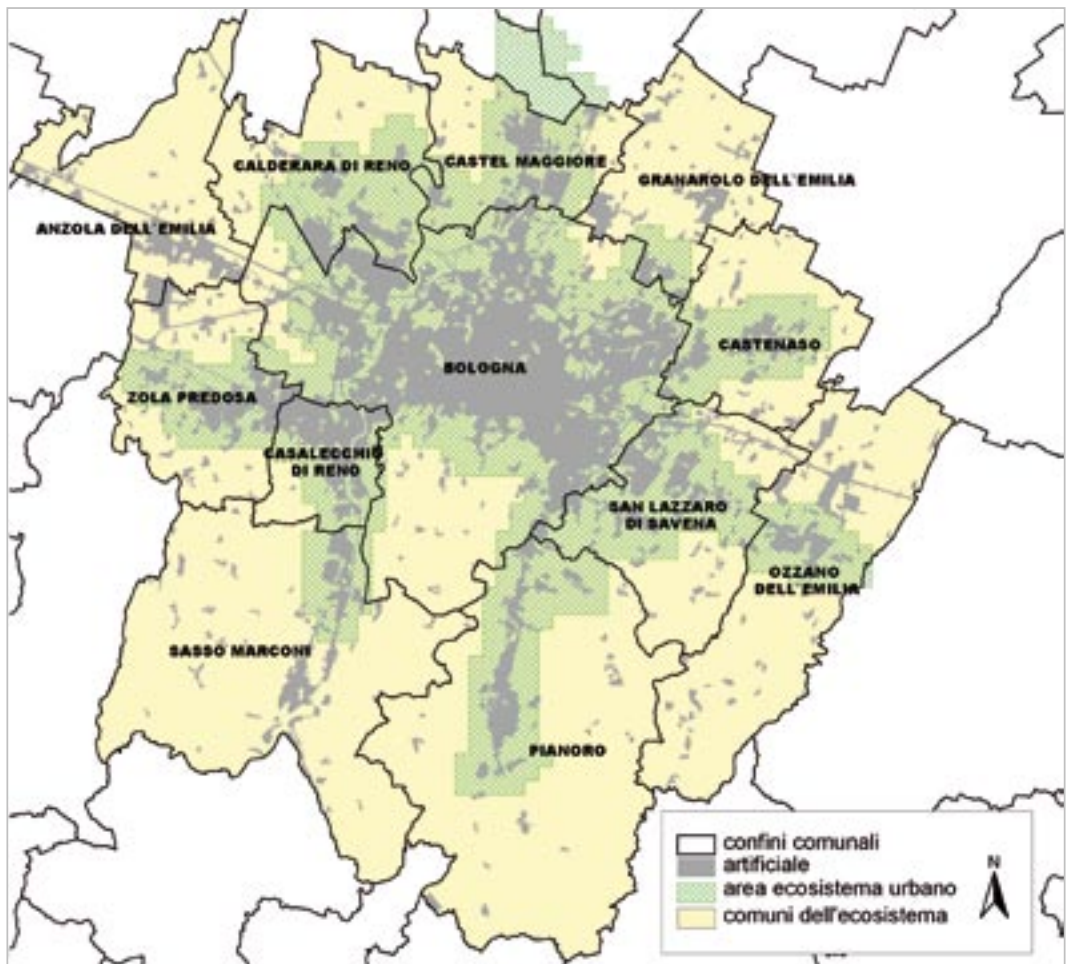 CALDERARA DI RENO
CASTEL MAGGIORE
GRANAROLO DELL'EMILIA
ANZOLA DELL'EMILIA
CASTENASO
BOLOGNA
ZOLA PREDOSA
CASALECCHIO
DI RENO
SAN LAZZARO
DI SAVENA
OZZANO
DELL'EMILIA
SASSO MARCONI
PIANORO
confini comunali
artificiale
area ecosistema urbano
comuni dell'ecosistema
N